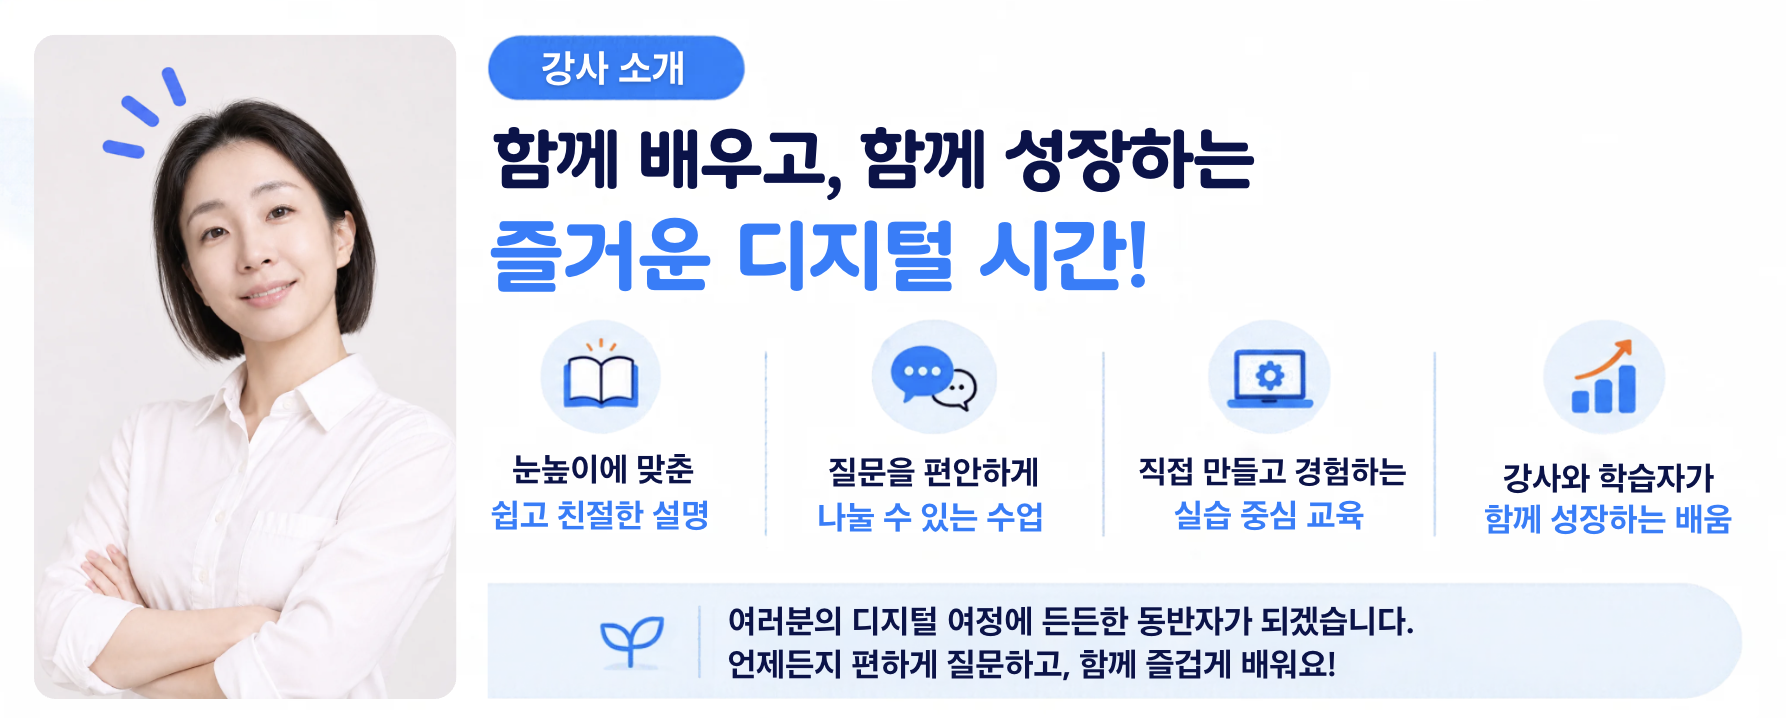 강사 소개
함께 배우고, 함께 성장하는
즐거운 디지털 시간!
눈높이에 맞춘
쉽고 친절한 설명
질문을 편안하게
나눌 수 있는 수업
직접 만들고 경험하는
실습 중심 교육
강사와 학습자가
함께 성장하는 배움
여러분의 디지털 여정에 든든한 동반자가 되겠습니다.
언제든지 편하게 질문하고, 함께 즐겁게 배워요!